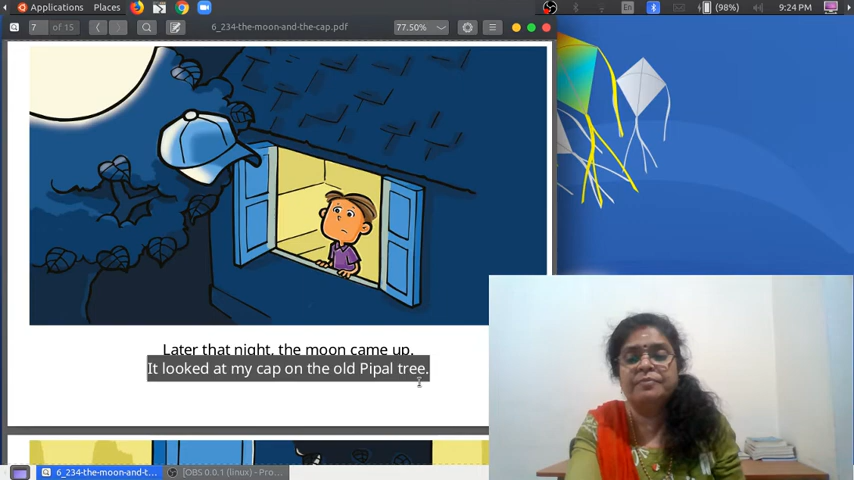 Applications Places En (98%) 9:24 PM
7 of 15 6_234-the-moon-and-the-cap.pdf 77.50%
Later that night, the moon came up.
It looked at my cap on the old Pipal tree.
6_234-the-moon-and-t... [OBS 0.0.1 (linux) - Pro...